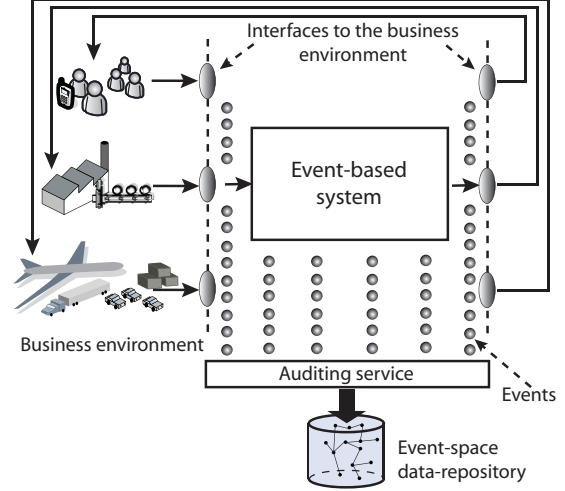 Interfaces to the business
environment
Event-based
system
Business environment
Auditing service
Events
Event-space
data-repository